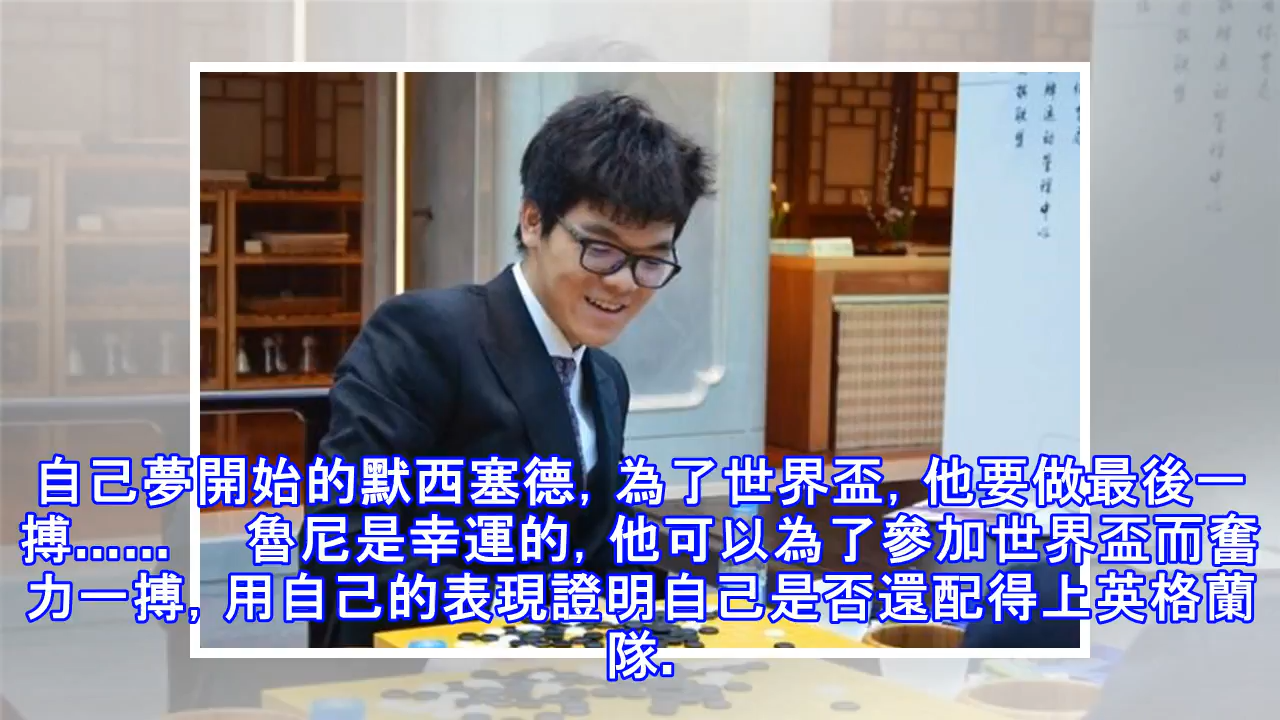 自己夢開始的默西塞德, 為了世界盃, 他要做最後一
搏...... 魯尼是幸運的, 他可以為了參加世界盃而奮
力一搏, 用自己的表現證明自己是否還配得上英格蘭
隊.